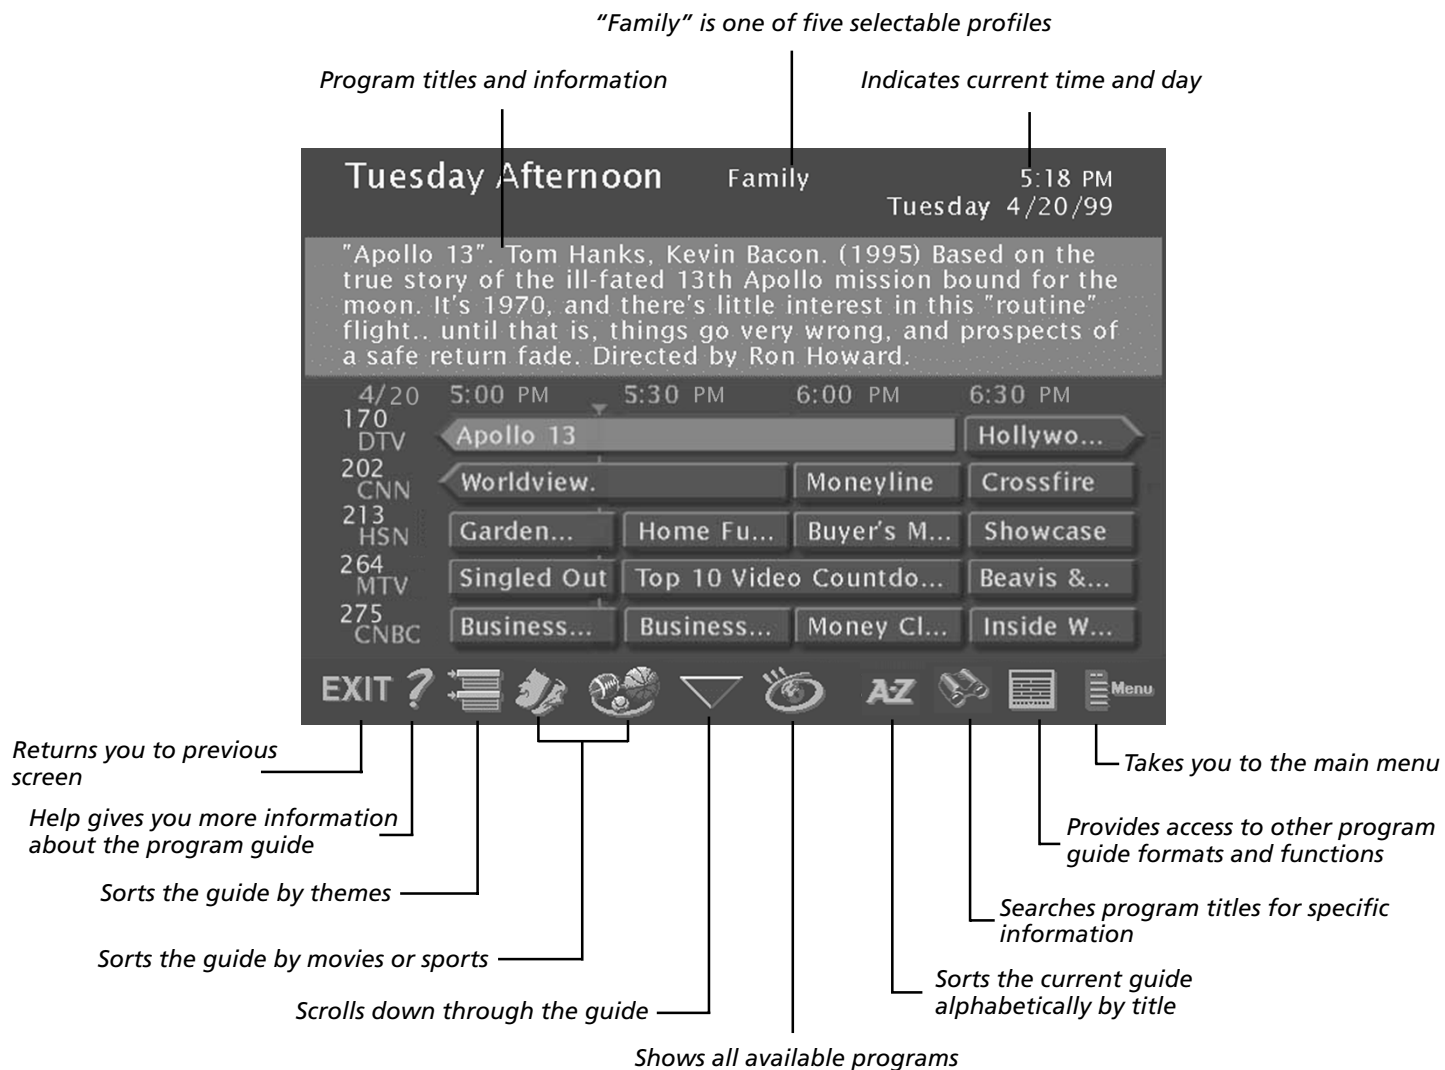 “Family” is one of five selectable profiles
Program titles and information
Indicates current time and day
Tuesday Afternoon
Family
5:18 PM
Tuesday 4/20/99
"Apollo 13". Tom Hanks, Kevin Bacon. (1995) Based on the
true story of the ill-fated 13th Apollo mission bound for the
moon. It's 1970, and there's little interest in this "routine"
flight.. until that is, things go very wrong, and prospects of
a safe return fade. Directed by Ron Howard.
4/20 5:00 PM 5:30 PM 6:00 PM 6:30 PM
170 DTV Apollo 13 Hollywo...
202 CNN Worldview. Moneyline Crossfire
213 HSN Garden... Home Fu... Buyer's M... Showcase
264 MTV Singled Out Top 10 Video Countdo... Beavis &...
275 CNBC Business... Business... Money Cl... Inside W...
EXIT ? A-Z Menu
Returns you to previous
screen
Takes you to the main menu
Help gives you more information
about the program guide
Provides access to other program
guide formats and functions
Sorts the guide by themes
Searches program titles for specific
information
Sorts the guide by movies or sports
Sorts the current guide
alphabetically by title
Scrolls down through the guide
Shows all available programs